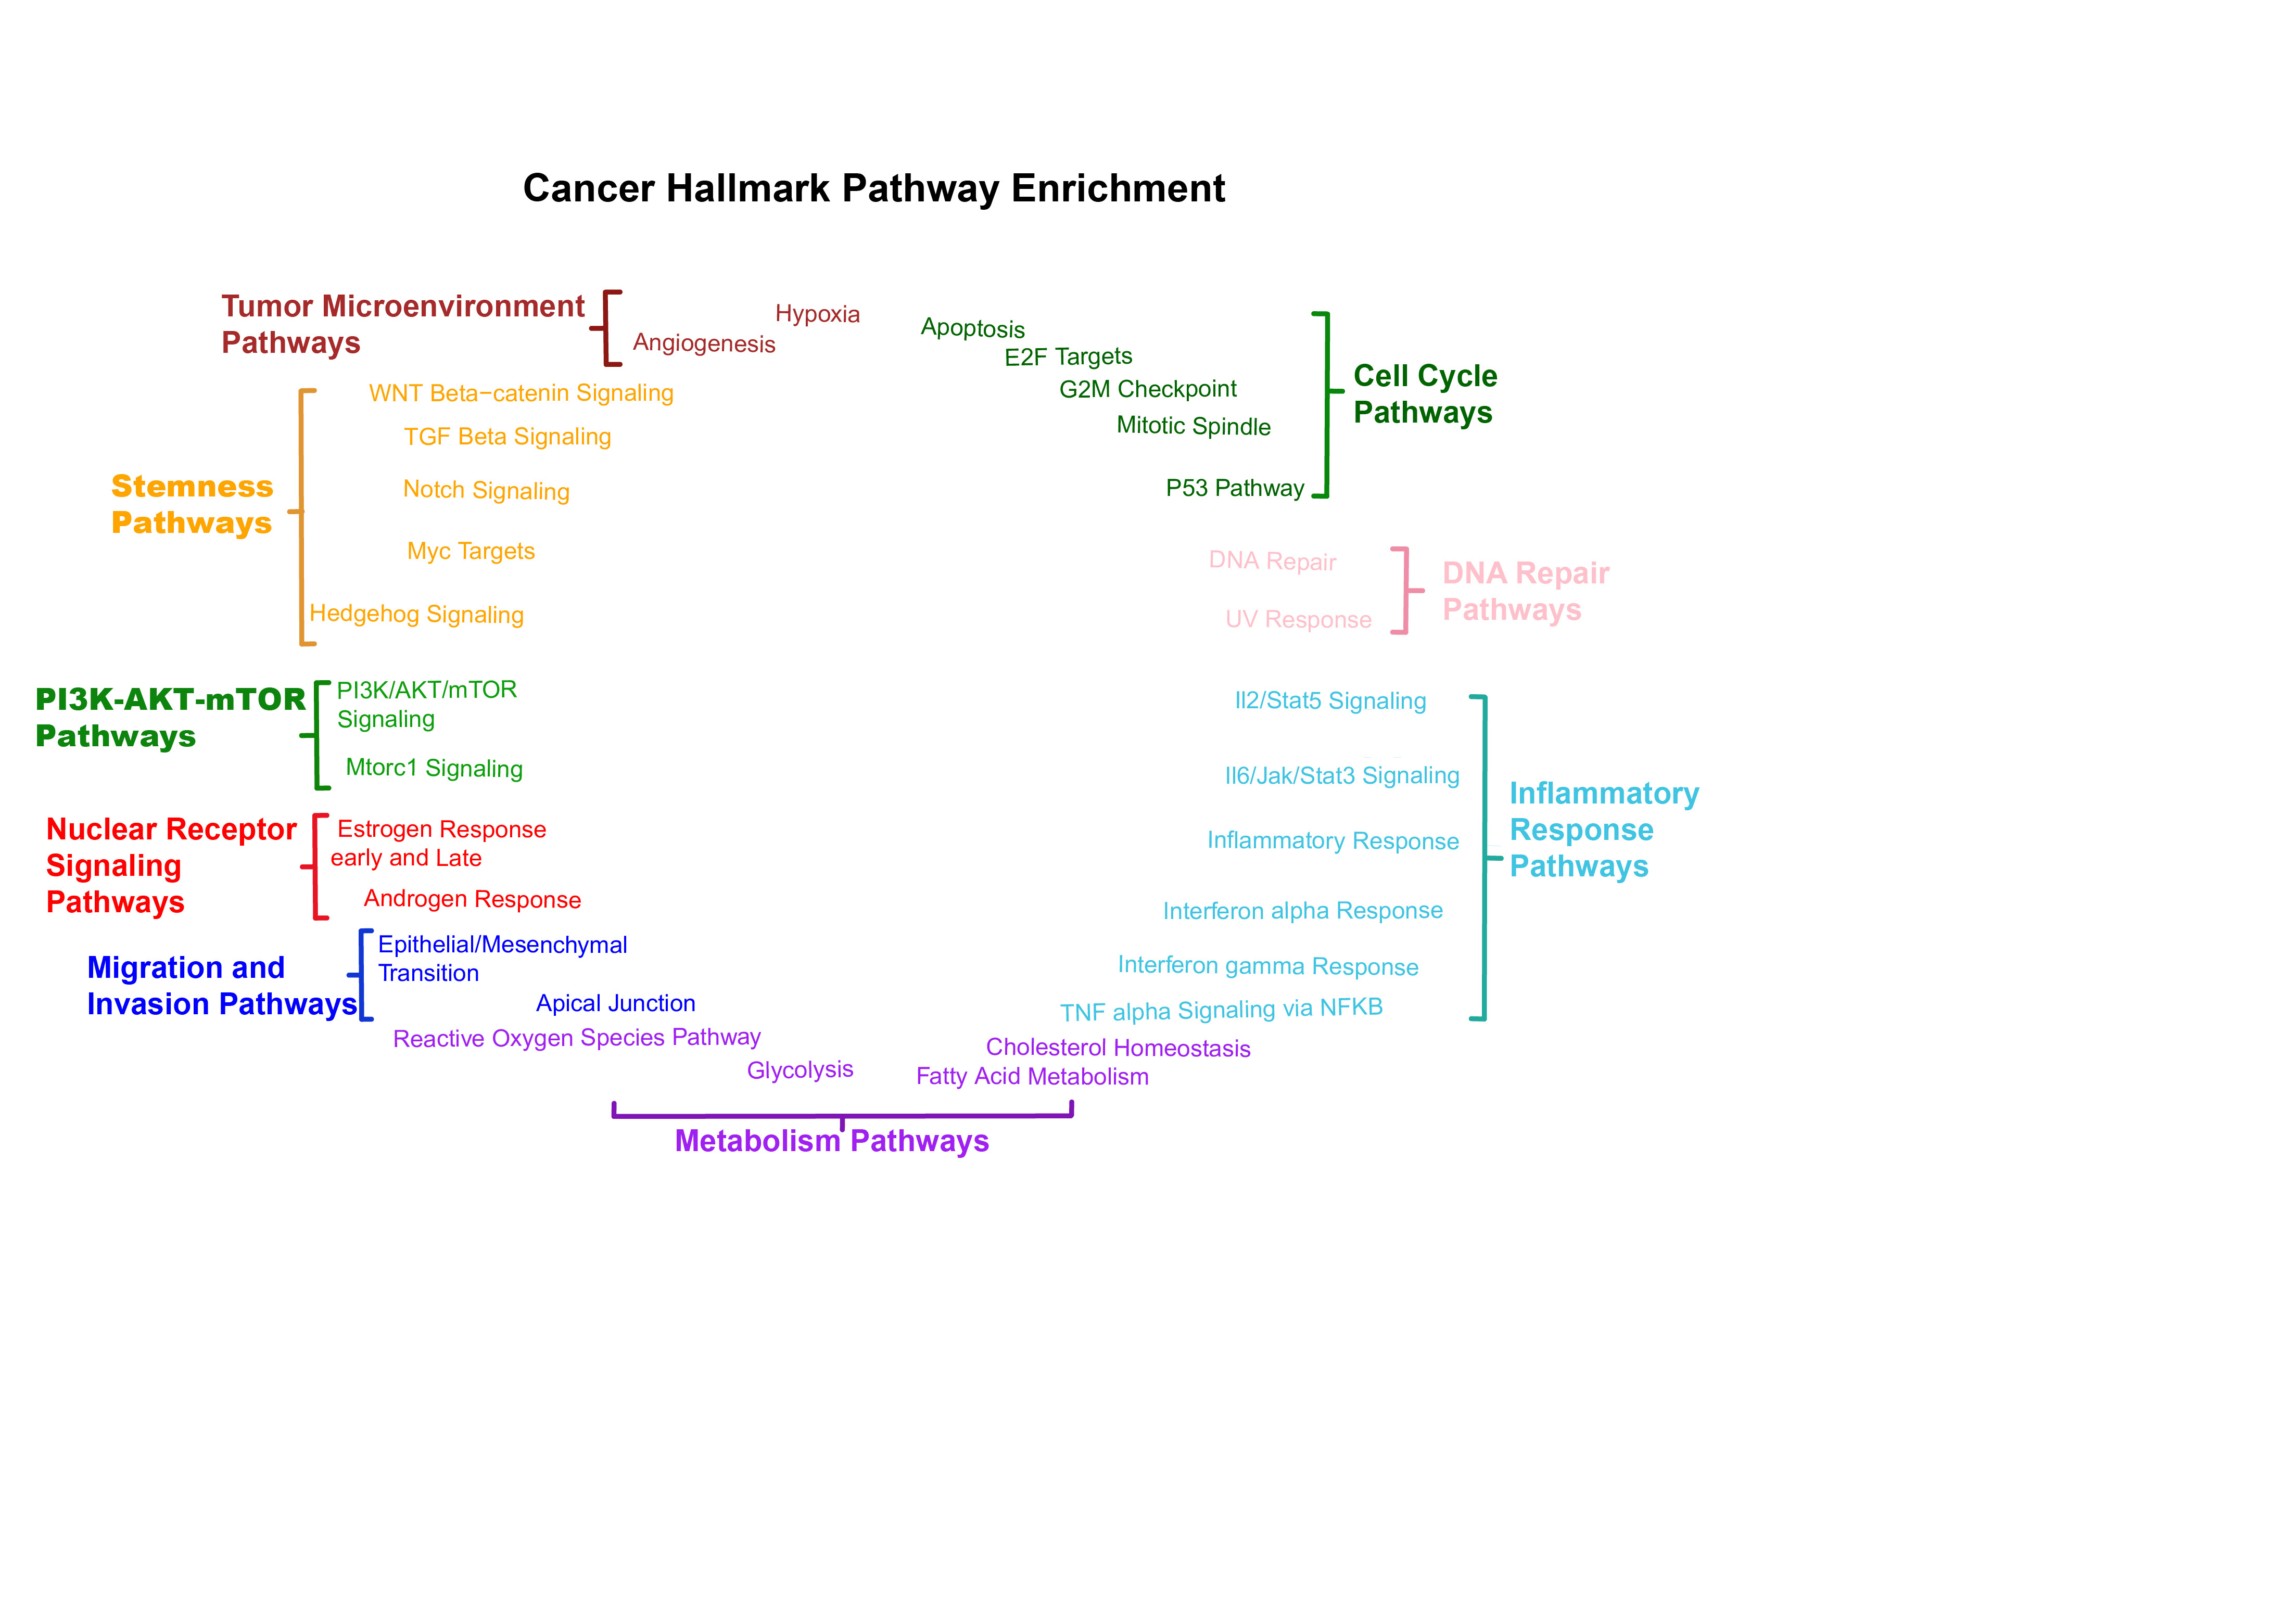 Cancer Hallmark Pathway Enrichment
Tumor Microenvironment
Pathways
Hypoxia
Angiogenesis
Apoptosis
E2F Targets
G2M Checkpoint
Mitotic Spindle
P53 Pathway
Cell Cycle
Pathways
WNT Beta−catenin Signaling
TGF Beta Signaling
Notch Signaling
Myc Targets
Hedgehog Signaling
Stemness
Pathways
DNA Repair
UV Response
DNA Repair
Pathways
PI3K-AKT-mTOR
Pathways
PI3K/AKT/mTOR
Signaling
Mtorc1 Signaling
Il2/Stat5 Signaling
Il6/Jak/Stat3 Signaling
Inflammatory Response
Interferon alpha Response
Interferon gamma Response
TNF alpha Signaling via NFKB
Inflammatory
Response
Pathways
Nuclear Receptor
Signaling
Pathways
Estrogen Response
early and Late
Androgen Response
Migration and
Invasion Pathways
Epithelial/Mesenchymal
Transition
Apical Junction
Reactive Oxygen Species Pathway
Glycolysis
Cholesterol Homeostasis
Fatty Acid Metabolism
Metabolism Pathways